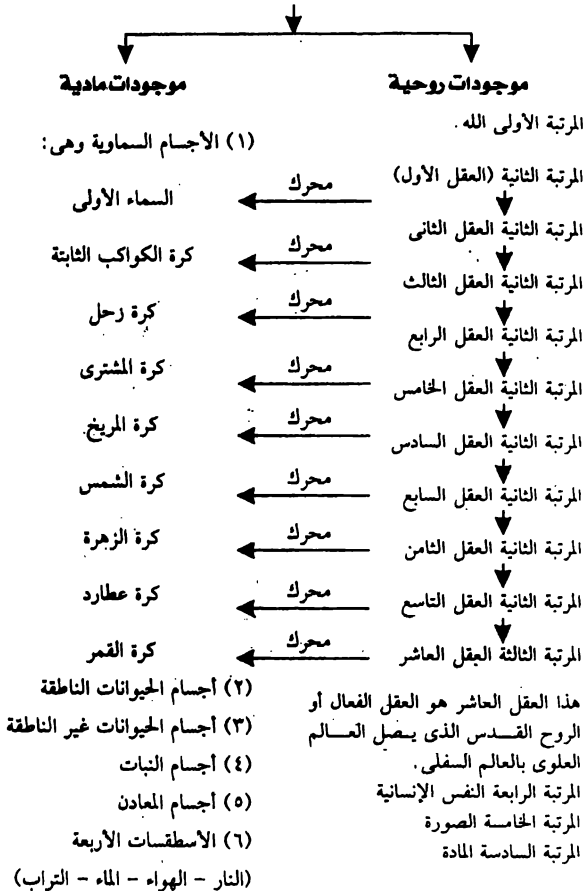 موجودات روحية
موجودات مادية
المرتبة الأولى الله.
(١) الأجسام السماوية وهى:
المرتبة الثانية (العقل الأول)
محرك
السماء الأولى
المرتبة الثانية العقل الثانى
محرك
كرة الكواكب الثابتة
المرتبة الثانية العقل الثالث
محرك
كرة زحل
المرتبة الثانية العقل الرابع
محرك
كرة المشترى
المرتبة الثانية العقل الخامس
محرك
كرة المريخ
المرتبة الثانية العقل السادس
محرك
كرة الشمس
المرتبة الثانية العقل السابع
محرك
كرة الزهرة
المرتبة الثانية العقل الثامن
محرك
كرة عطارد
المرتبة الثانية العقل التاسع
محرك
كرة القمر
المرتبة الثالثة العقل العاشر
هذا العقل العاشر هو العقل الفعال أو
الروح القدس الذى يصل العالم
العلوى بالعالم السفلى.
المرتبة الرابعة النفس الإنسانية
المرتبة الخامسة الصورة
المرتبة السادسة المادة
(٢) أجسام الحيوانات الناطقة
(٣) أجسام الحيوانات غير الناطقة
(٤) أجسام النبات
(٥) أجسام المعادن
(٦) الأسطقسات الأربعة
(النار - الهواء - الماء - التراب)